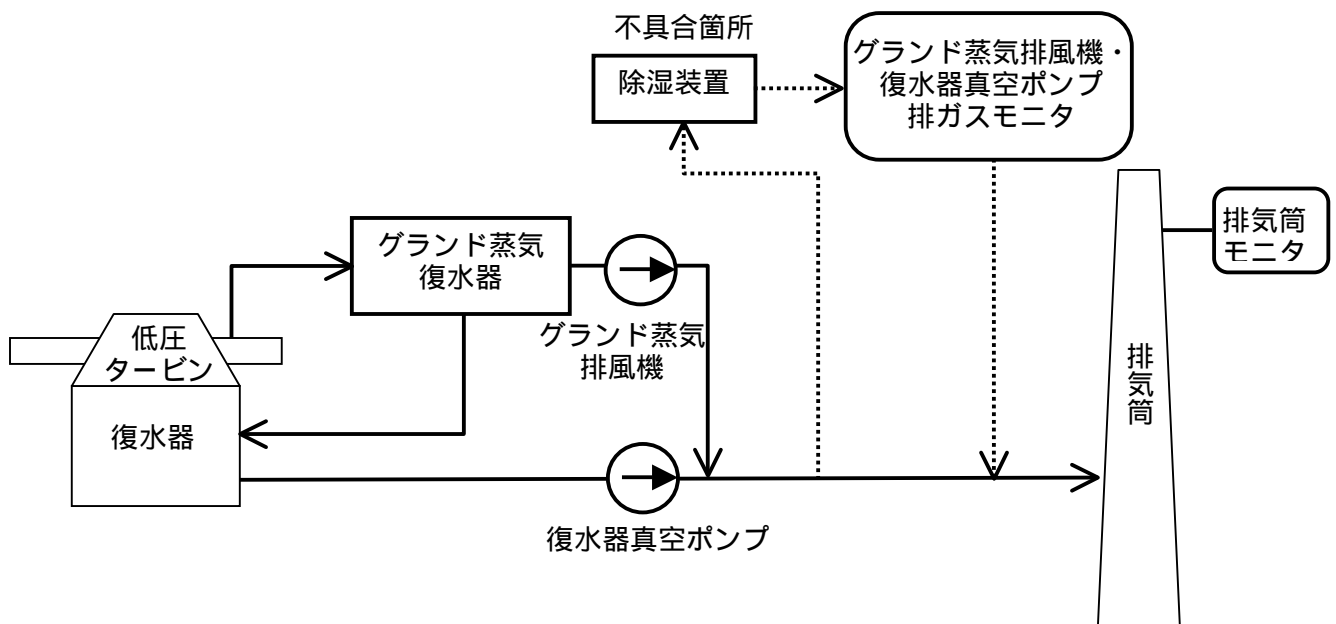 不具合箇所
除湿装置
グランド蒸気排風機・
復水器真空ポンプ
排ガスモニタ
排気筒
モニタ
グランド蒸気
復水器
グランド蒸気
排風機
低圧
タービン
復水器
排気筒
復水器真空ポンプ